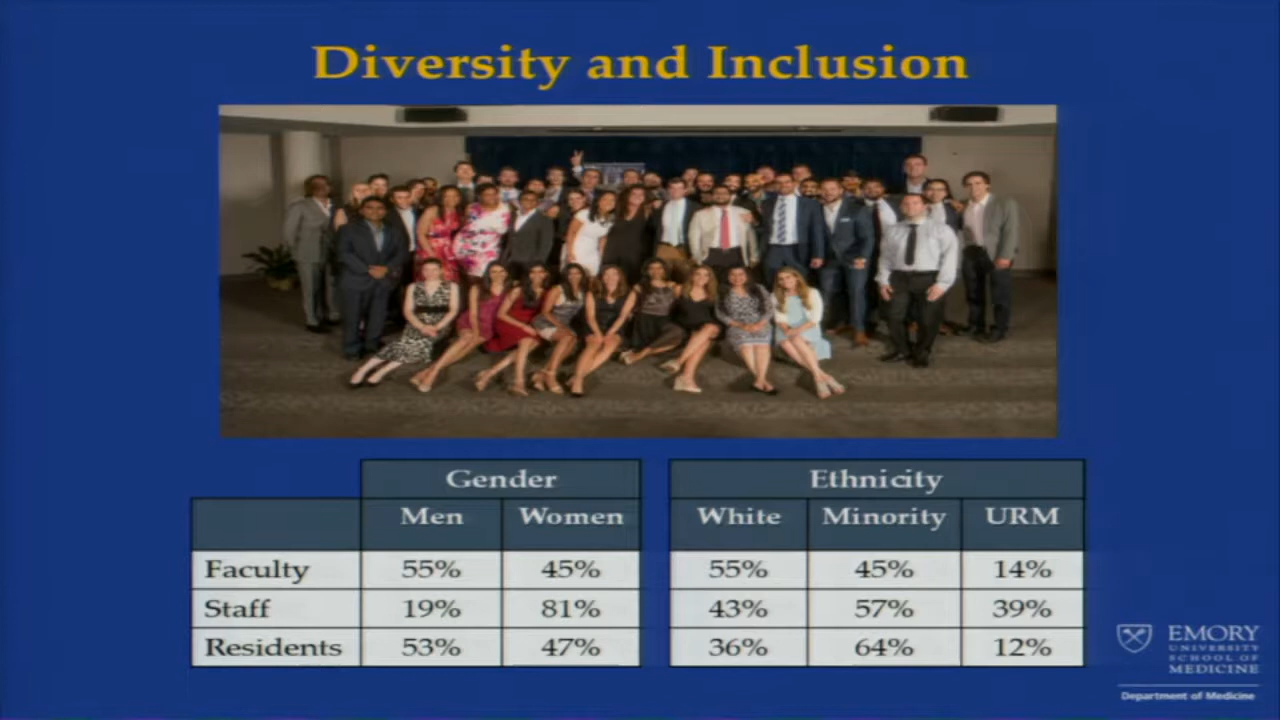 Diversity and Inclusion
Gender Ethnicity
Men Women White Minority URM
Faculty 55% 45% 55% 45% 14%
Staff 19% 81% 43% 57% 39%
Residents 53% 47% 36% 64% 12%
EMORY
UNIVERSITY
SCHOOL OF
MEDICINE
Department of Medicine